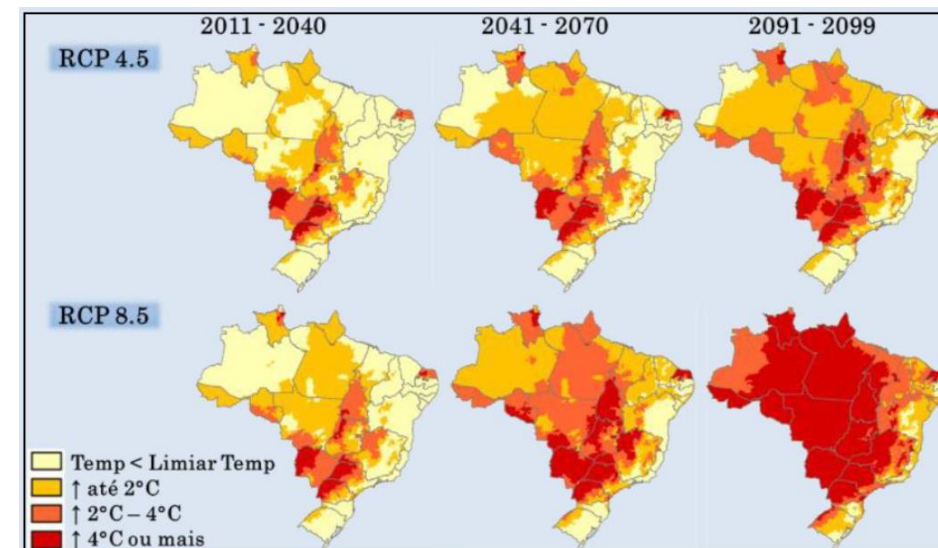 2011 - 2040
2041 - 2070
2091 - 2099
RCP 4.5
RCP 8.5
Temp < Limiar Temp
↑ até 2°C
↑ 2°C – 4°C
↑ 4°C ou mais